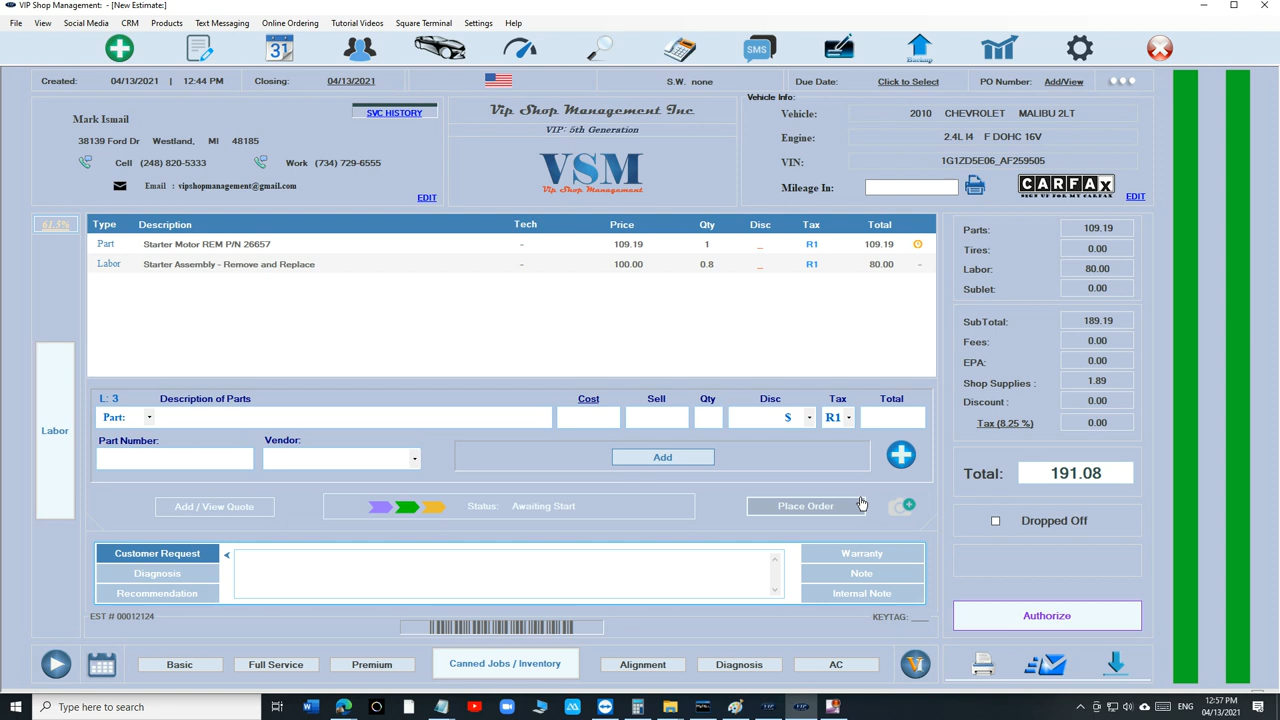 VIP Shop Management: - [New Estimate:]
File View Social Media CRM Products Text Messaging Online Ordering Tutorial Videos Square Terminal Settings Help
31 SMS Backup
Created: 04/13/2021 | 12:44 PM Closing: 04/13/2021 S.W. none Due Date: Click to Select PO Number: Add/View
Vehicle Info:
SVC HISTORY
Mark Ismail
38139 Ford Dr Westland, MI 48185
Cell (248) 820-5333 Work (734) 729-6555
Email : vipshopmanagement@gmail.com
EDIT
Vip Shop Management Inc
VIP: 5th Generation
VSM
Vip Shop Management
Vehicle: 2010 CHEVROLET MALIBU 2LT
Engine: 2.4L I4 F DOHC 16V
VIN: 1G1ZD5E06_AF259505
Mileage In: CARFAX
SIGN UP FOR MY CARFAX
EDIT
61.5%
Labor
Type Description Tech Price Qty Disc Tax Total
Part Starter Motor REM P/N 26657 - 109.19 1 _ R1 109.19
Labor Starter Assembly - Remove and Replace - 100.00 0.8 _ R1 80.00 -
L: 3 Description of Parts Cost Sell Qty Disc Tax Total
Part: $ R1
Part Number: Vendor:
Add
Add / View Quote Status: Awaiting Start Place Order
Customer Request < Warranty
Diagnosis Note
Recommendation Internal Note
EST # 00012124 KEYTAG: ____
Parts: 109.19
Tires: 0.00
Labor: 80.00
Sublet: 0.00
SubTotal: 189.19
Fees: 0.00
EPA: 0.00
Shop Supplies : 1.89
Discount : 0.00
Tax (8.25 %) 0.00
Total: 191.08
Dropped Off
Authorize
Basic Full Service Premium Canned Jobs / Inventory Alignment Diagnosis AC
Type here to search
12:57 PM
04/13/2021